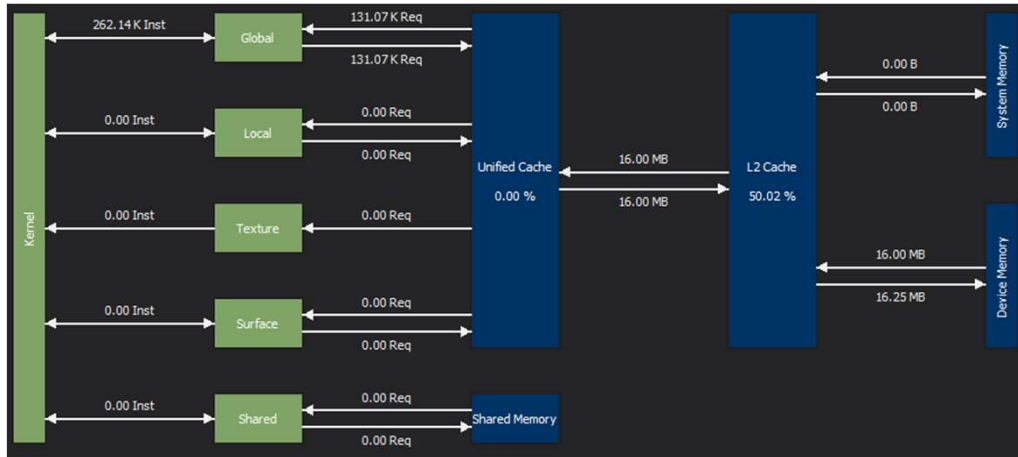 Kernel
262.14 K Inst
Global
131.07 K Req
131.07 K Req
0.00 Inst
Local
0.00 Req
0.00 Req
0.00 Inst
Texture
0.00 Req
0.00 Inst
Surface
0.00 Req
0.00 Req
0.00 Inst
Shared
0.00 Req
0.00 Req
Unified Cache
0.00 %
Shared Memory
16.00 MB
16.00 MB
L2 Cache
50.02 %
0.00 B
0.00 B
System Memory
16.00 MB
16.25 MB
Device Memory